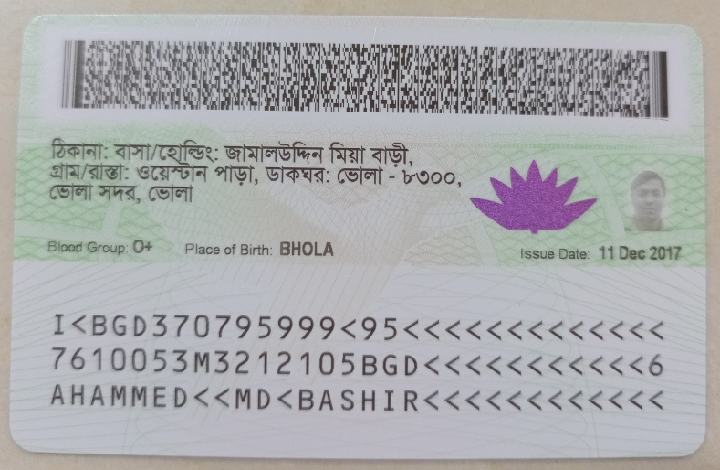 ঠিকানা: বাসা/হোল্ডিং: জামালউদ্দিন মিয়া বাড়ী,
গ্রাম/রাস্তা: ওয়েস্টার্ন পাড়া, ডাকঘর: ভোলা - ৮৩০০,
ভোলা সদর, ভোলা
Blood Group: O+ Place of Birth: BHOLA Issue Date: 11 Dec 2017
I<BGD370795999<95<<<<<<<<<<<<<
7610053M3212105BGD<<<<<<<<<<<6
AHAMMED<<MD<BASHIR<<<<<<<<<<<<